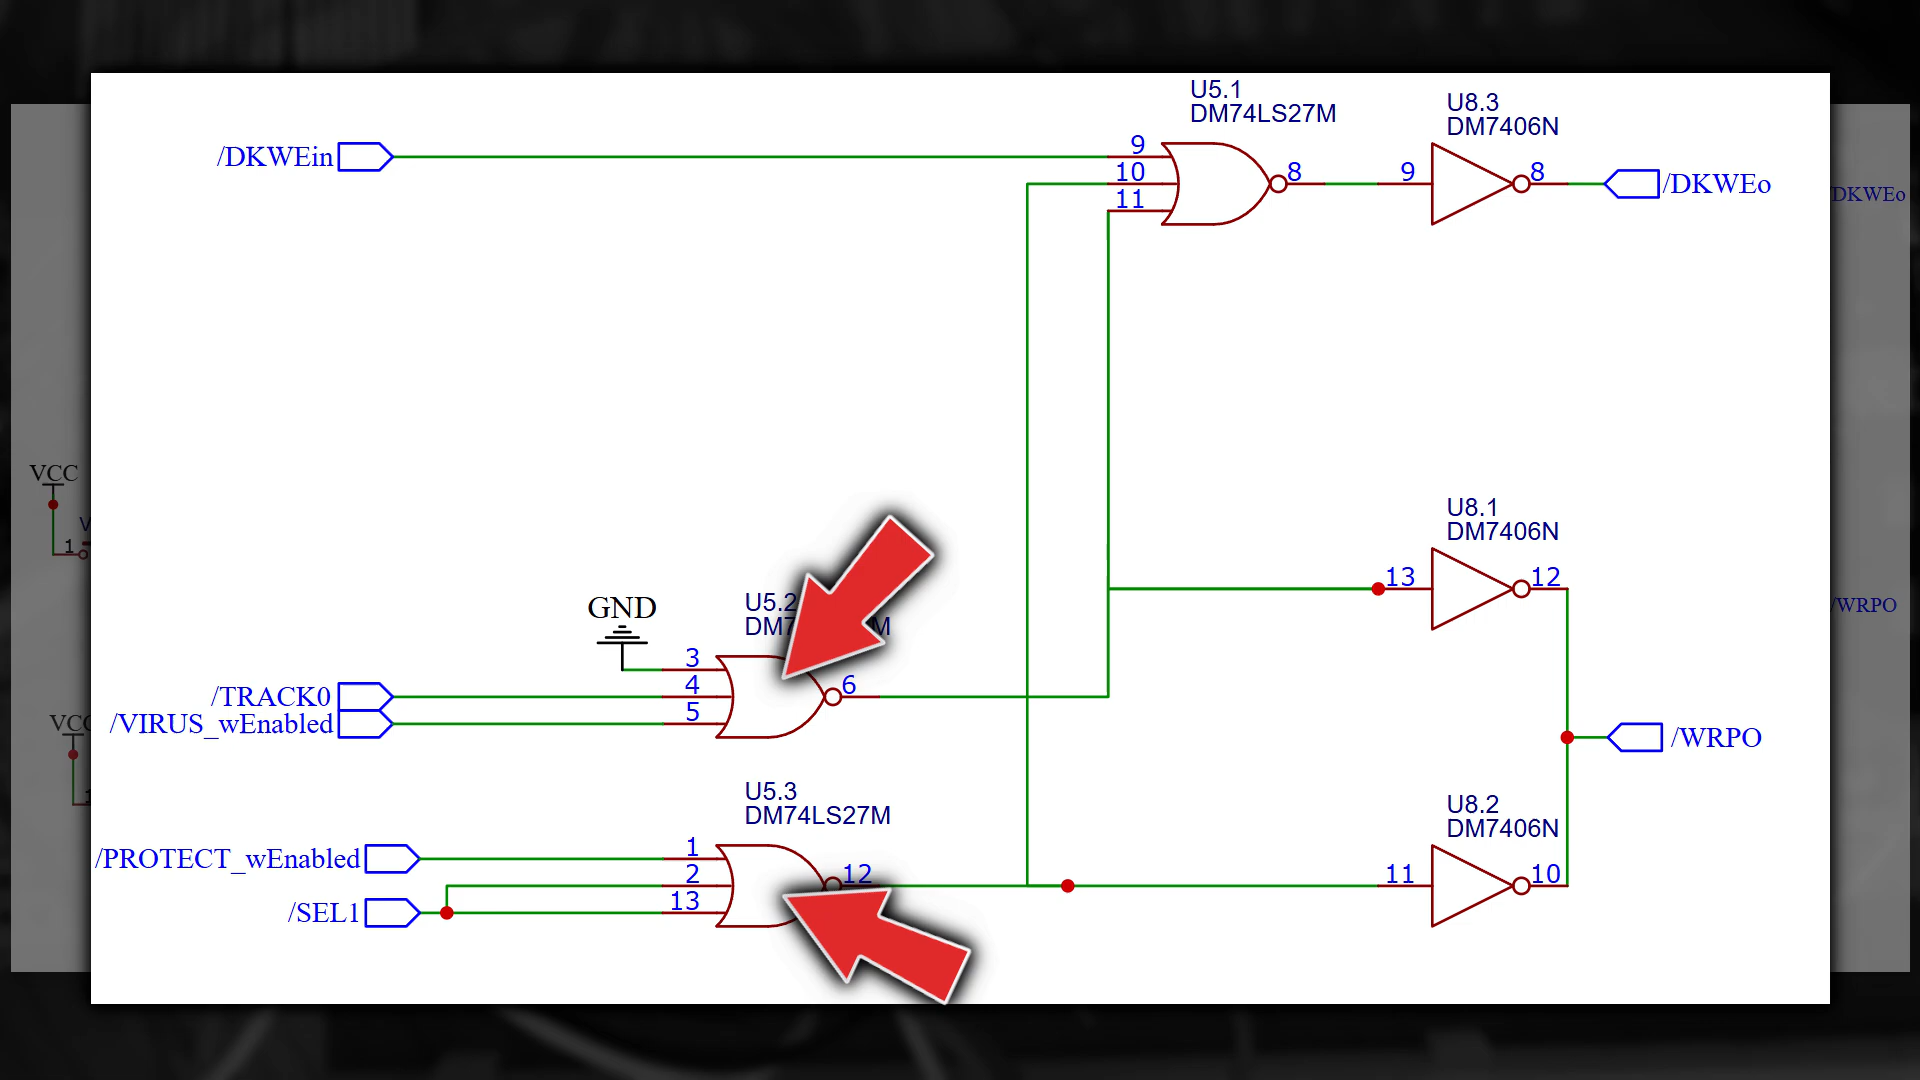 U5.1
DM74LS27M
U8.3
DM7406N
/DKWEin
9
10
11
8
9
8
/DKWEo
DKWEo
VCC
1
U8.1
DM7406N
13
12
GND
U5.2
3
4
5
6
/TRACK0
/VIRUS_wEnabled
/WRPO
/WRPO
U5.3
DM74LS27M
U8.2
DM7406N
/PROTECT_wEnabled
/SEL1
1
2
13
12
11
10